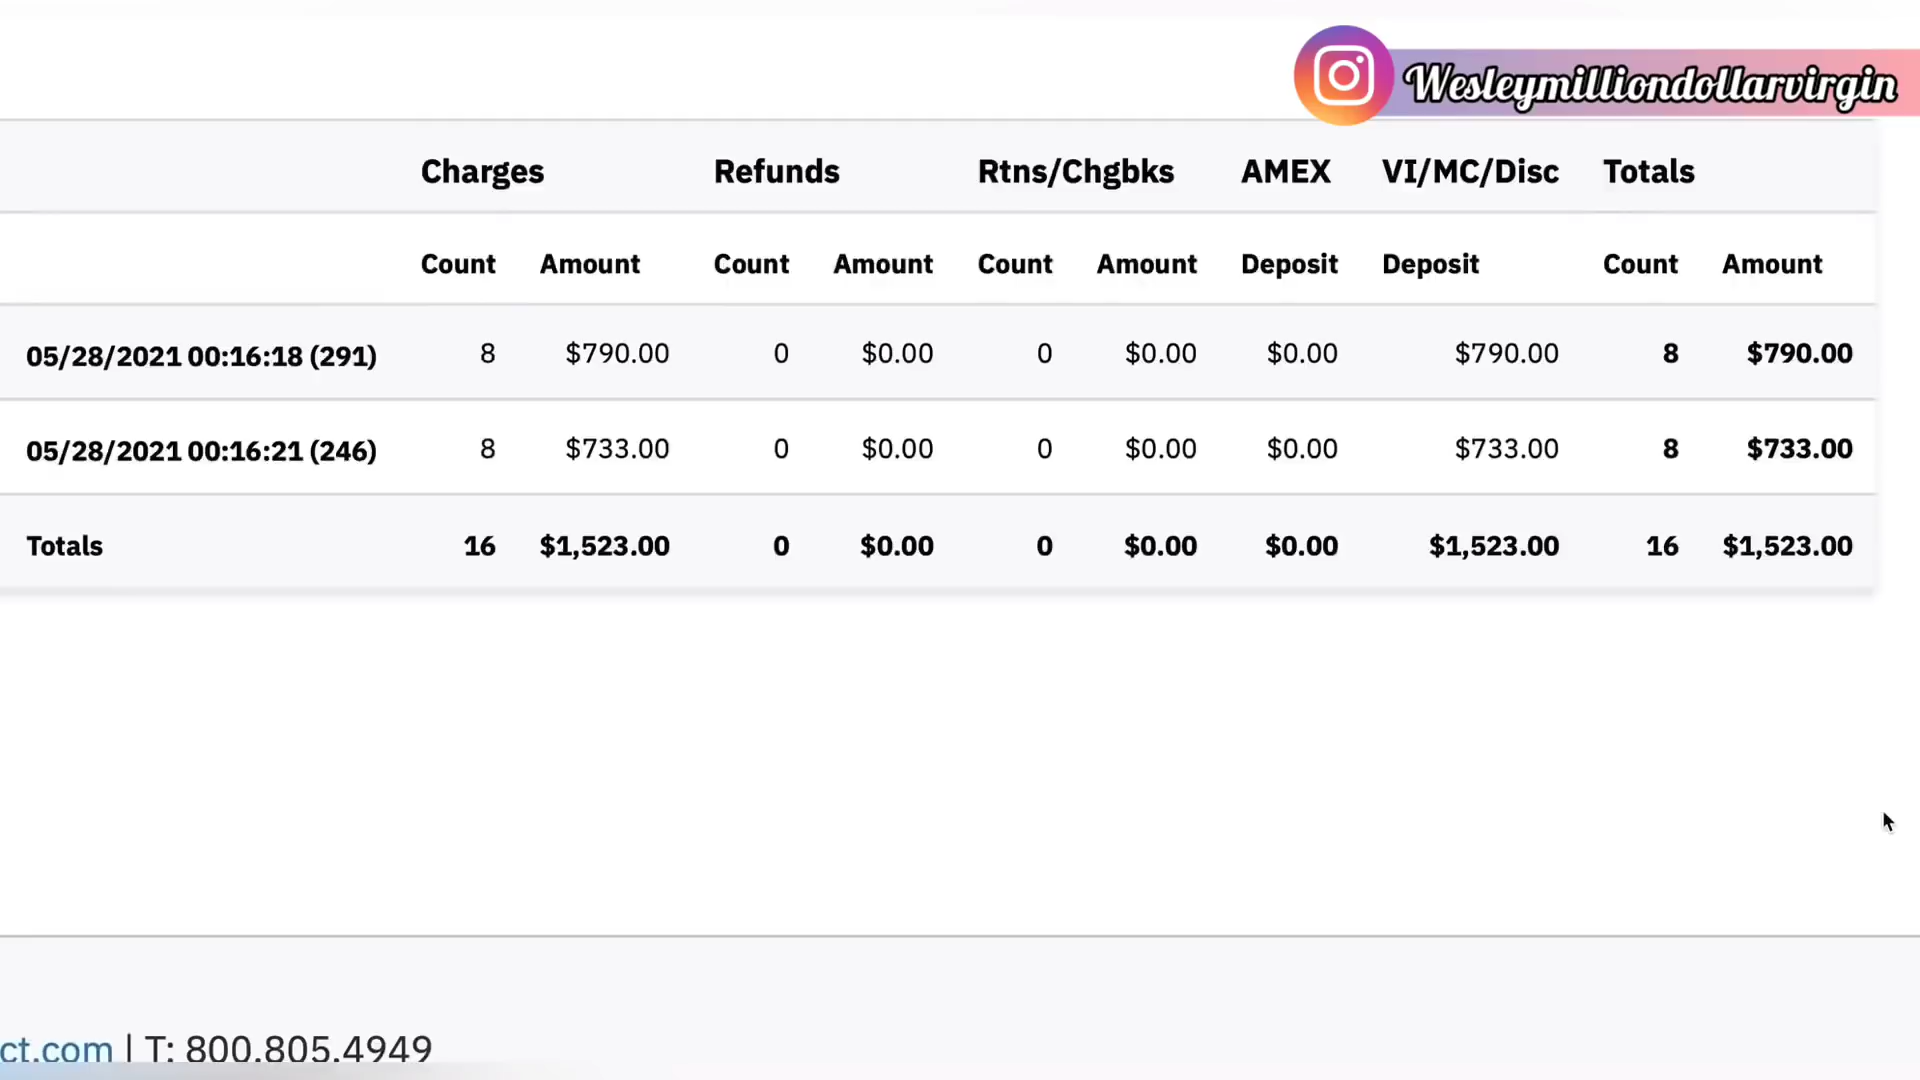 Wesleymilliondollarvirgin
Charges Refunds Rtns/Chgbks AMEX VI/MC/Disc Totals
Count Amount Count Amount Count Amount Deposit Deposit Count Amount
05/28/2021 00:16:18 (291) 8 $790.00 0 $0.00 0 $0.00 $0.00 $790.00 8 $790.00
05/28/2021 00:16:21 (246) 8 $733.00 0 $0.00 0 $0.00 $0.00 $733.00 8 $733.00
Totals 16 $1,523.00 0 $0.00 0 $0.00 $0.00 $1,523.00 16 $1,523.00
ct.com | T: 800.805.4949